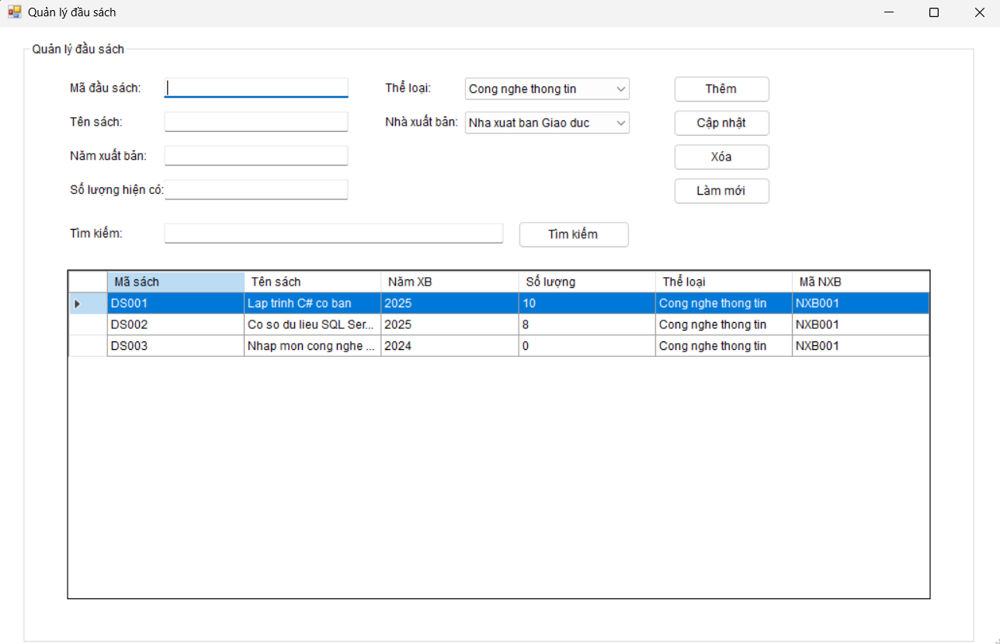 Quản lý đầu sách
Quản lý đầu sách
Mã đầu sách: Thể loại: Cong nghe thong tin Thêm
Tên sách: Nhà xuất bản: Nha xuat ban Giao duc Cập nhật
Năm xuất bản: Xóa
Số lượng hiện có: Làm mới
Tìm kiếm: Tìm kiếm
Mã sách Tên sách Năm XB Số lượng Thể loại Mã NXB
DS001 Lap trinh C# co ban 2025 10 Cong nghe thong tin NXB001
DS002 Co so du lieu SQL Ser... 2025 8 Cong nghe thong tin NXB001
DS003 Nhap mon cong nghe ... 2024 0 Cong nghe thong tin NXB001